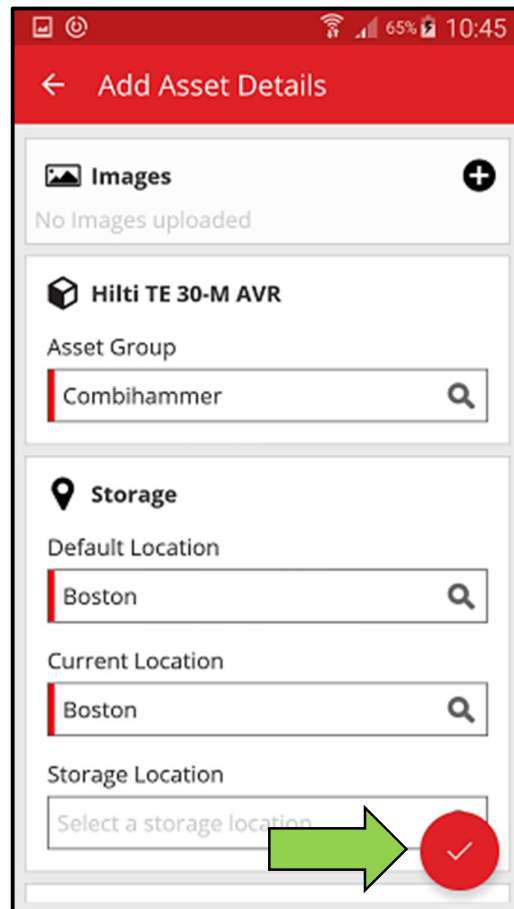 65% 10:45
Add Asset Details
Images
No Images uploaded
Hilti TE 30-M AVR
Asset Group
Combihammer
Storage
Default Location
Boston
Current Location
Boston
Storage Location
Select a storage location